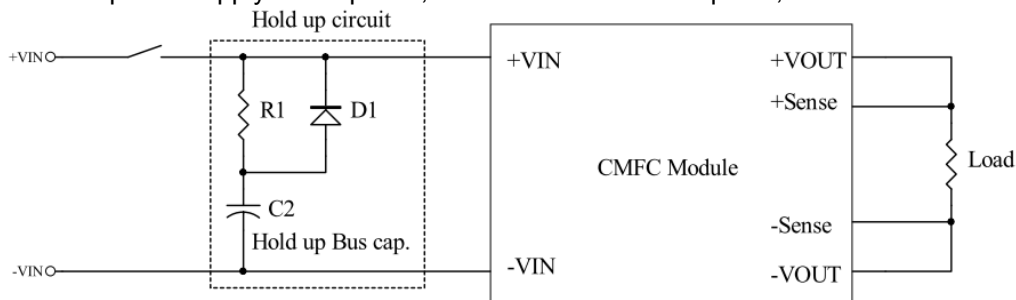 Hold up circuit
+VIN
R1
D1
C2
Hold up Bus cap.
-VIN
+VIN
+VOUT
+Sense
CMFC Module
Load
-Sense
-VIN
-VOUT